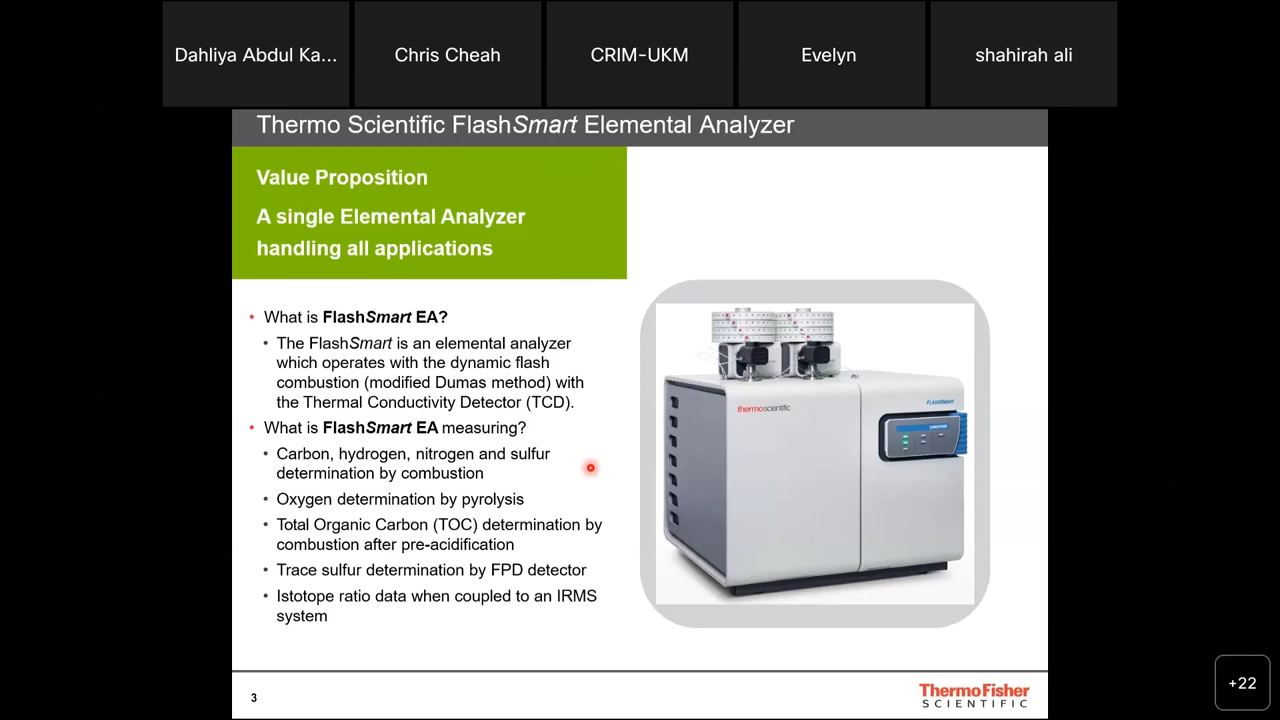 Dahliya Abdul Ka...
Chris Cheah
CRIM-UKM
Evelyn
shahirah ali
Thermo Scientific FlashSmart Elemental Analyzer
Value Proposition
A single Elemental Analyzer
handling all applications
• What is FlashSmart EA?
• The FlashSmart is an elemental analyzer
which operates with the dynamic flash
combustion (modified Dumas method) with
the Thermal Conductivity Detector (TCD).
• What is FlashSmart EA measuring?
• Carbon, hydrogen, nitrogen and sulfur
determination by combustion
• Oxygen determination by pyrolysis
• Total Organic Carbon (TOC) determination by
combustion after pre-acidification
• Trace sulfur determination by FPD detector
• Istotope ratio data when coupled to an IRMS
system
thermoscientific
FLASHSMART
3
ThermoFisher
SCIENTIFIC
+22